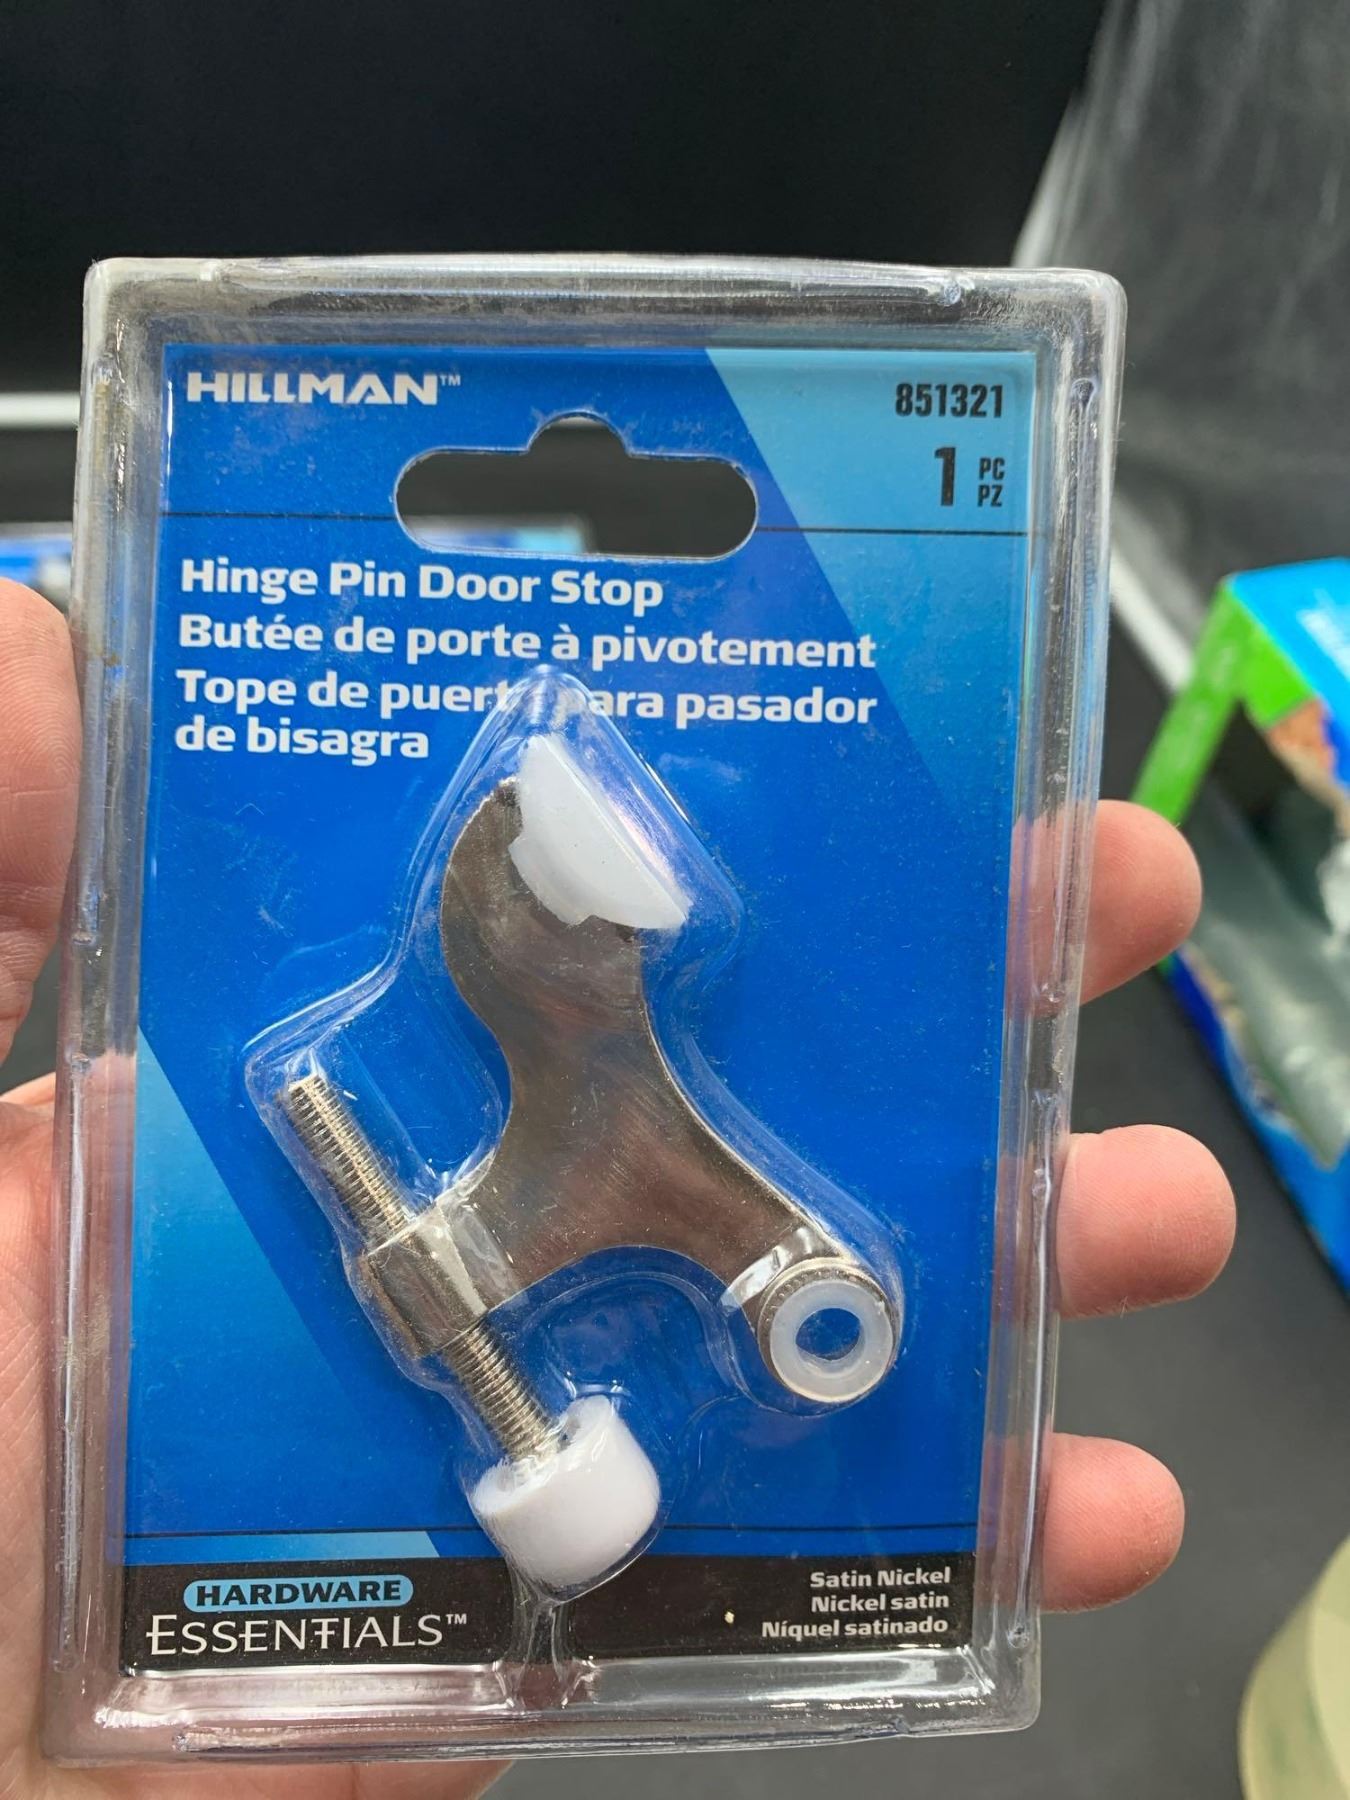 HILLMAN™
851321
1 PC
PZ
Hinge Pin Door Stop
Butée de porte à pivotement
Tope de puerta para pasador
de bisagra
HARDWARE
ESSENTIALS™
Satin Nickel
Nickel satin
Níquel satinado